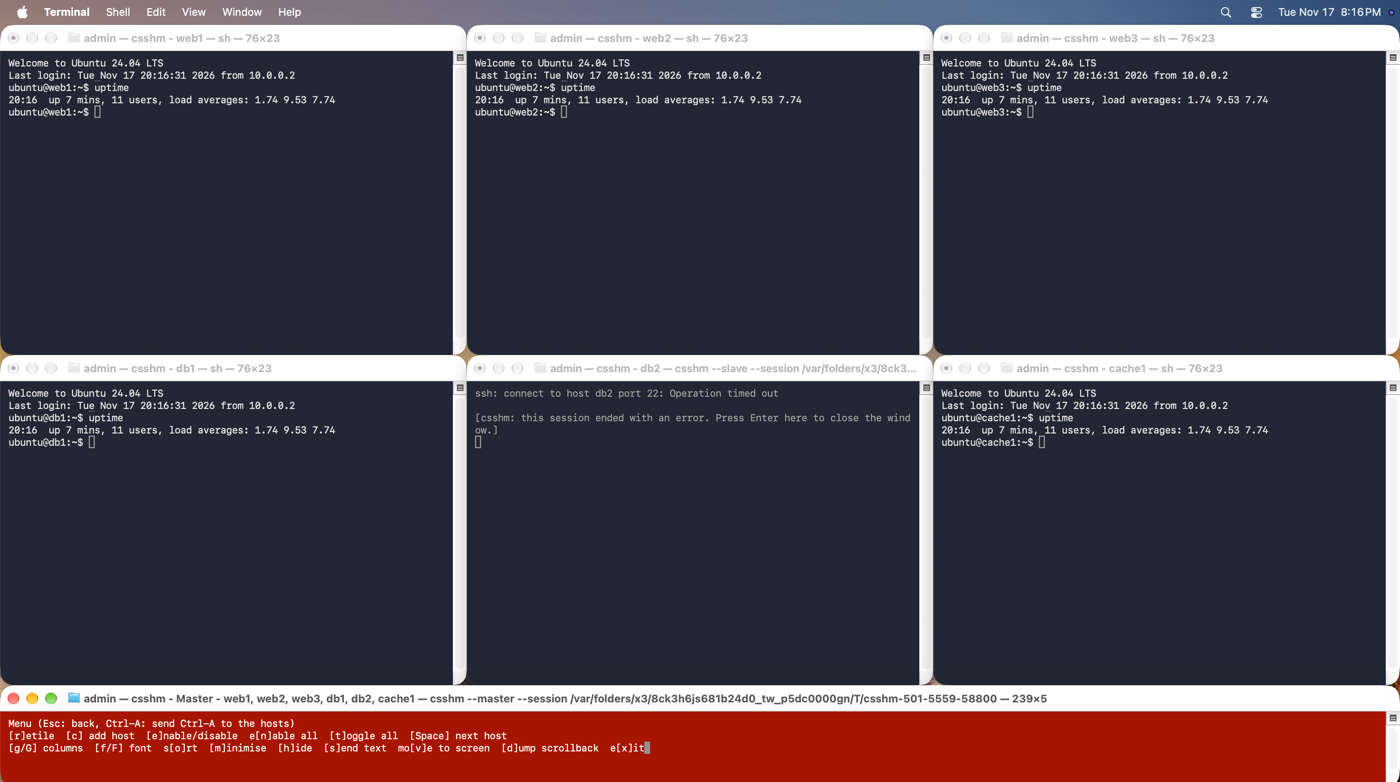 Terminal Shell Edit View Window Help Tue Nov 17 8:16 PM
admin — csshm - web1 — sh — 76×23
Welcome to Ubuntu 24.04 LTS
Last login: Tue Nov 17 20:16:31 2026 from 10.0.0.2
ubuntu@web1:~$ uptime
20:16  up 7 mins, 11 users, load averages: 1.74 9.53 7.74
ubuntu@web1:~$
admin — csshm - web2 — sh — 76×23
Welcome to Ubuntu 24.04 LTS
Last login: Tue Nov 17 20:16:31 2026 from 10.0.0.2
ubuntu@web2:~$ uptime
20:16  up 7 mins, 11 users, load averages: 1.74 9.53 7.74
ubuntu@web2:~$
admin — csshm - web3 — sh — 76×23
Welcome to Ubuntu 24.04 LTS
Last login: Tue Nov 17 20:16:31 2026 from 10.0.0.2
ubuntu@web3:~$ uptime
20:16  up 7 mins, 11 users, load averages: 1.74 9.53 7.74
ubuntu@web3:~$
admin — csshm - db1 — sh — 76×23
Welcome to Ubuntu 24.04 LTS
Last login: Tue Nov 17 20:16:31 2026 from 10.0.0.2
ubuntu@db1:~$ uptime
20:16  up 7 mins, 11 users, load averages: 1.74 9.53 7.74
ubuntu@db1:~$
admin — csshm - db2 — csshm --slave --session /var/folders/x3/8ck3...
ssh: connect to host db2 port 22: Operation timed out
[csshm: this session ended with an error. Press Enter here to close the wind
ow.]
admin — csshm - cache1 — sh — 76×23
Welcome to Ubuntu 24.04 LTS
Last login: Tue Nov 17 20:16:31 2026 from 10.0.0.2
ubuntu@cache1:~$ uptime
20:16  up 7 mins, 11 users, load averages: 1.74 9.53 7.74
ubuntu@cache1:~$
admin — csshm - Master - web1, web2, web3, db1, db2, cache1 — csshm --master --session /var/folders/x3/8ck3h6js681b24d0_tw_p5dc0000gn/T/csshm-501-5559-58800 — 239×5
Menu (Esc: back, Ctrl-A: send Ctrl-A to the hosts)
[r]etile  [c] add host  [e]nable/disable  e[n]able all  [t]oggle all  [Space] next host
[g/G] columns  [f/F] font  s[o]rt  [m]inimise  [h]ide  [s]end text  mo[v]e to screen  [d]ump scrollback  e[x]it